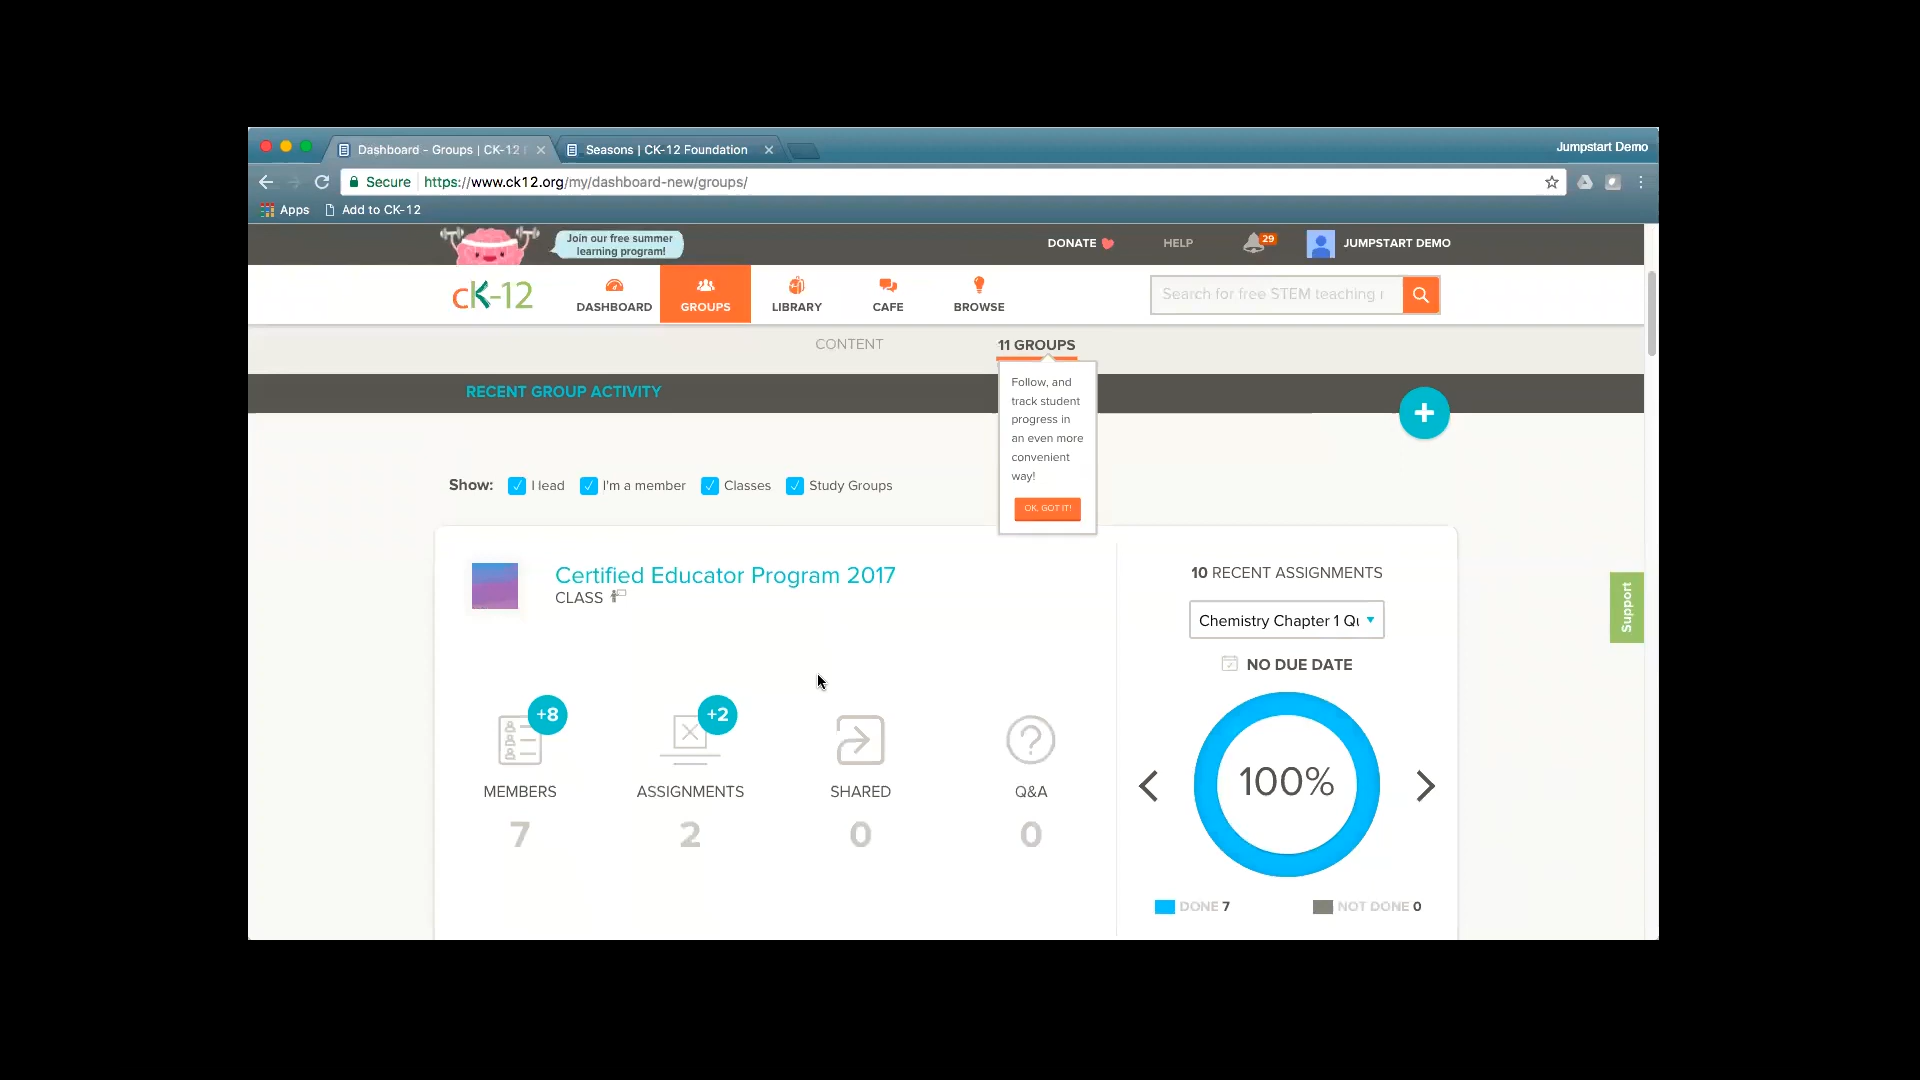 Dashboard - Groups | CK-12
Seasons | CK-12 Foundation
Jumpstart Demo
Secure
https://www.ck12.org/my/dashboard-new/groups/
Apps
Add to CK-12
Join our free summer
learning program!
DONATE
HELP
29
JUMPSTART DEMO
cK-12
DASHBOARD
GROUPS
LIBRARY
CAFE
BROWSE
Search for free STEM teaching r
CONTENT
11 GROUPS
Follow, and
track student
progress in
an even more
convenient
way!
OK, GOT IT!
RECENT GROUP ACTIVITY
+
Show:
I lead
I'm a member
Classes
Study Groups
Certified Educator Program 2017
CLASS
+8
MEMBERS
7
+2
ASSIGNMENTS
2
SHARED
0
?
Q&A
0
10 RECENT ASSIGNMENTS
Chemistry Chapter 1 Qu
NO DUE DATE
100%
DONE 7
NOT DONE 0
Support